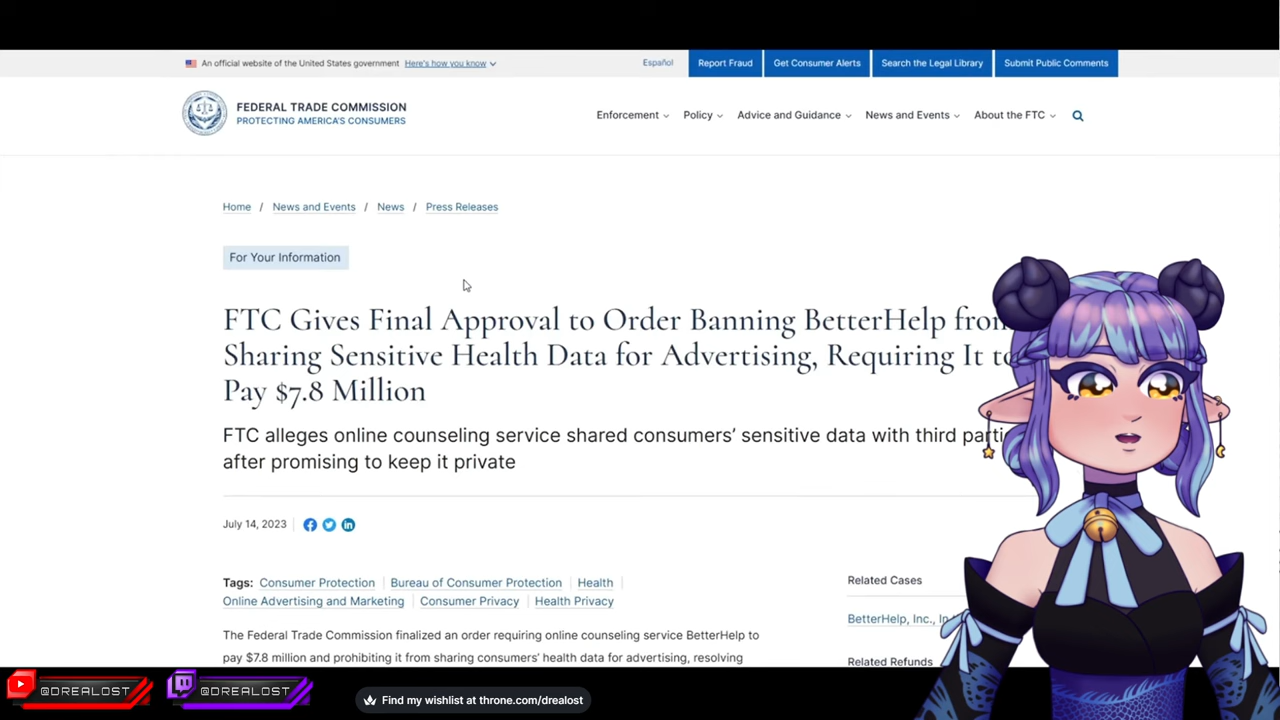 An official website of the United States government Here's how you know
Español
Report Fraud
Get Consumer Alerts
Search the Legal Library
Submit Public Comments
FEDERAL TRADE COMMISSION
PROTECTING AMERICA'S CONSUMERS
Enforcement
Policy
Advice and Guidance
News and Events
About the FTC
Home / News and Events / News / Press Releases
For Your Information
FTC Gives Final Approval to Order Banning BetterHelp from
Sharing Sensitive Health Data for Advertising, Requiring It to
Pay $7.8 Million
FTC alleges online counseling service shared consumers’ sensitive data with third
after promising to keep it private
July 14, 2023
Tags: Consumer Protection | Bureau of Consumer Protection | Health
Online Advertising and Marketing | Consumer Privacy | Health Privacy
Related Cases
BetterHelp, Inc.,
The Federal Trade Commission finalized an order requiring online counseling service BetterHelp to
pay $7.8 million and prohibiting it from sharing consumers’ health data for advertising, resolving
Related Refunds
@DREALOST
@DREALOST
Find my wishlist at throne.com/drealost